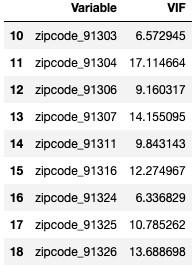 Variable VIF
10 zipcode_91303 6.572945
11 zipcode_91304 17.114664
12 zipcode_91306 9.160317
13 zipcode_91307 14.155095
14 zipcode_91311 9.843143
15 zipcode_91316 12.274967
16 zipcode_91324 6.336829
17 zipcode_91325 10.785262
18 zipcode_91326 13.688698